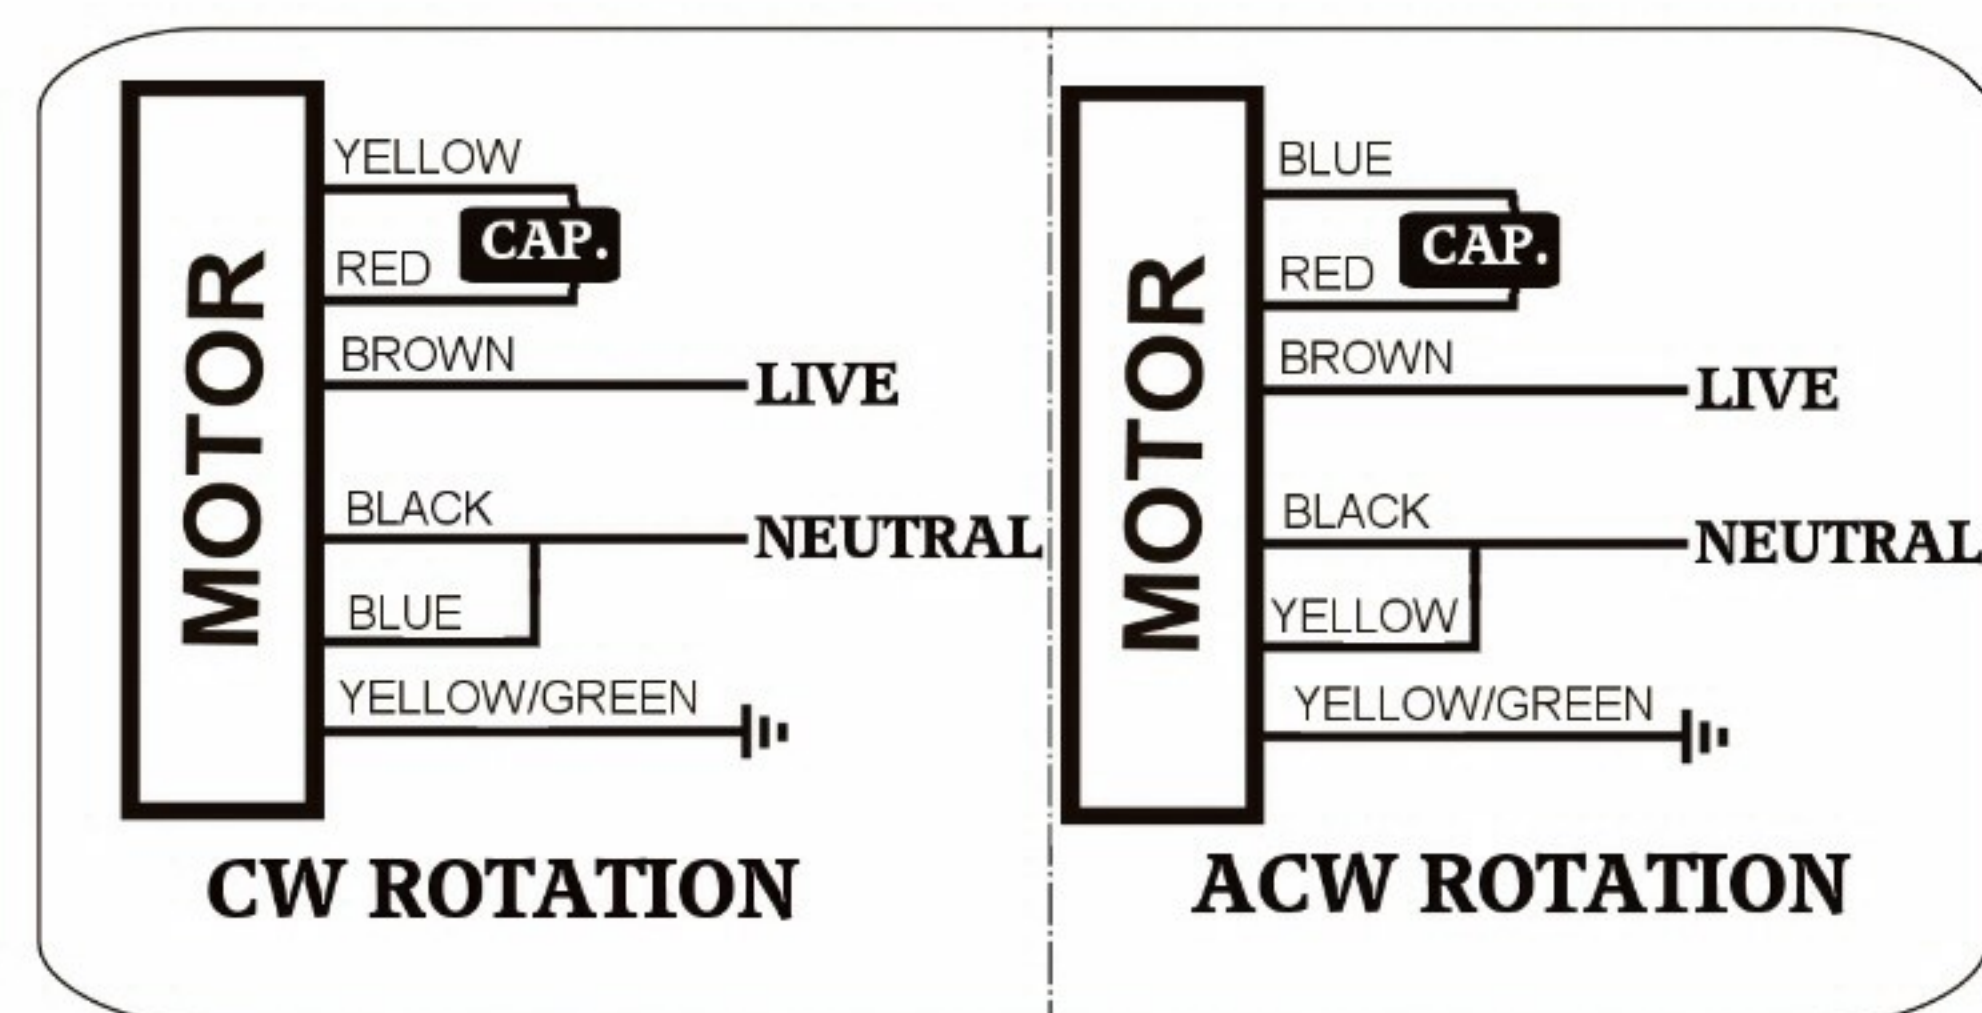 YELLOW
CAP.
RED
BROWN
LIVE
MOTOR
BLACK
NEUTRAL
BLUE
YELLOW/GREEN
CW ROTATION
BLUE
CAP.
RED
BROWN
LIVE
MOTOR
BLACK
NEUTRAL
YELLOW
YELLOW/GREEN
ACW ROTATION